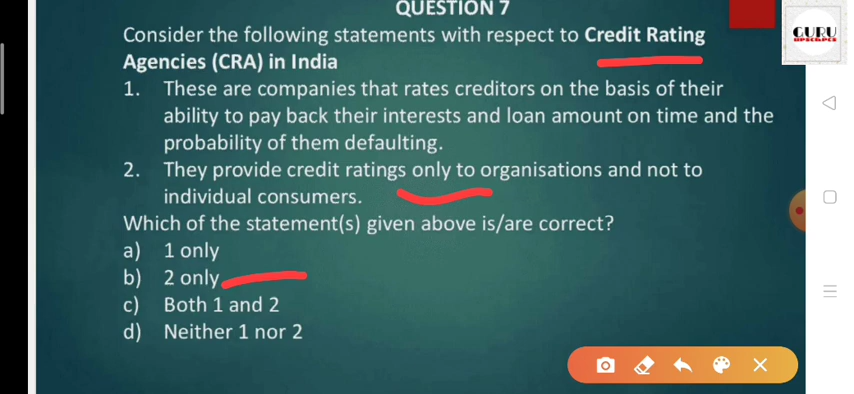 QUESTION 7
GURU
Consider the following statements with respect to Credit Rating
Agencies (CRA) in India
1. These are companies that rates creditors on the basis of their
ability to pay back their interests and loan amount on time and the
probability of them defaulting.
2. They provide credit ratings only to organisations and not to
individual consumers.
Which of the statement(s) given above is/are correct?
a) 1 only
b) 2 only
c) Both 1 and 2
d) Neither 1 nor 2